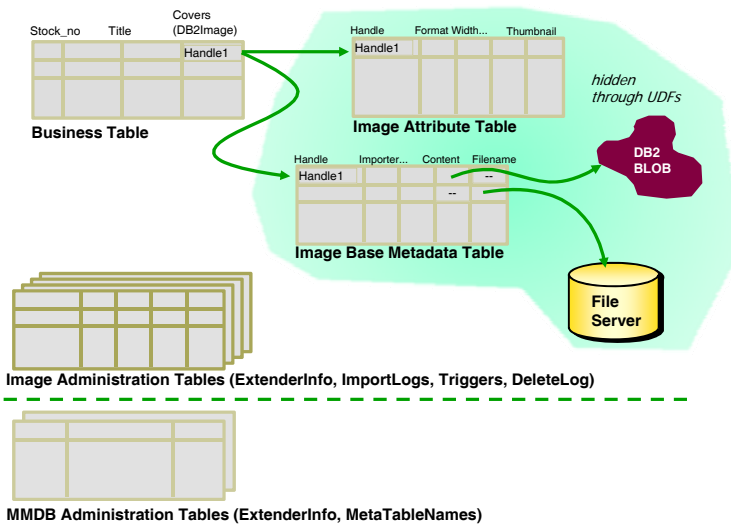 Covers
Stock_no Title (DB2Image)
Handle1
Business Table
Handle Format Width... Thumbnail
Handle1
Image Attribute Table
hidden
through UDFs
DB2
BLOB
Handle Importer... Content Filename
Handle1 --
--
Image Base Metadata Table
File
Server
Image Administration Tables (ExtenderInfo, ImportLogs, Triggers, DeleteLog)
MMDB Administration Tables (ExtenderInfo, MetaTableNames)